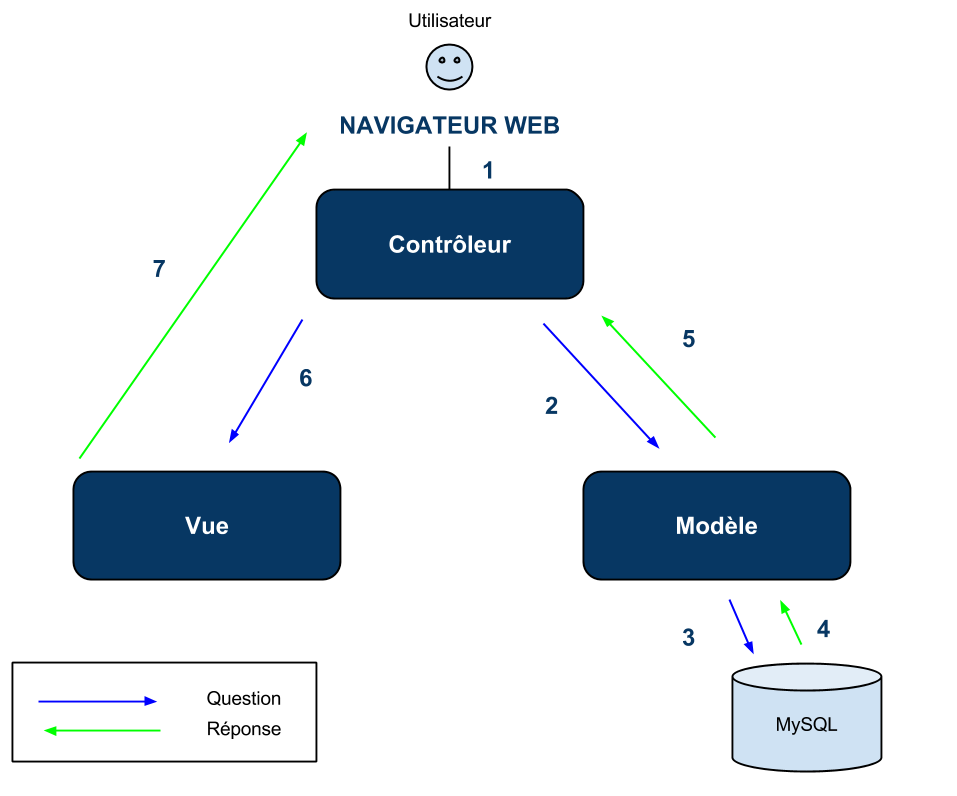 Utilisateur
NAVIGATEUR WEB
1
Contrôleur
7
6
2
5
Vue
Modèle
3
4
Question
Réponse
MySQL